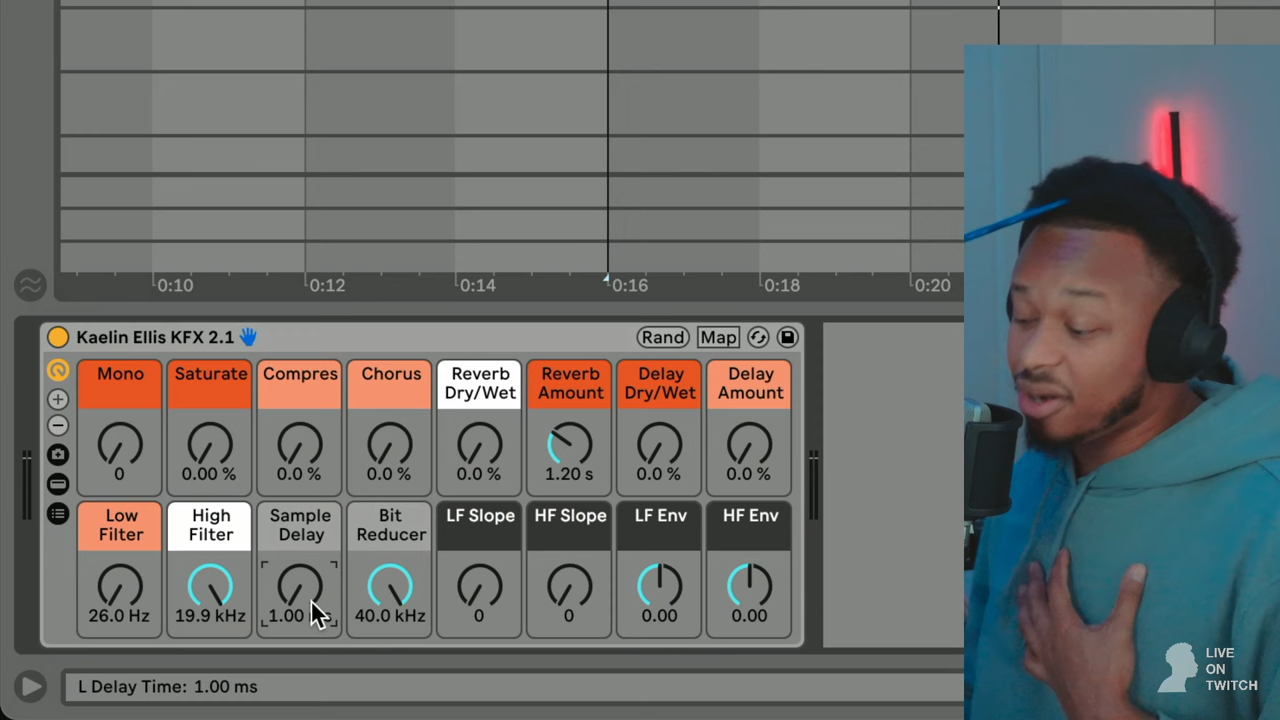 0:10 0:12 0:14 0:16 0:18 0:20
Kaelin Ellis KFX 2.1 Rand Map
Mono Saturate Compres Chorus Reverb Dry/Wet Reverb Amount Delay Dry/Wet Delay Amount
0 0.00 % 0.0 % 0.0 % 0.0 % 1.20 s 0.0 % 0.0 %
Low Filter High Filter Sample Delay Bit Reducer LF Slope HF Slope LF Env HF Env
26.0 Hz 19.9 kHz 1.00 40.0 kHz 0 0 0.00 0.00
L Delay Time: 1.00 ms
LIVE
ON
TWITCH